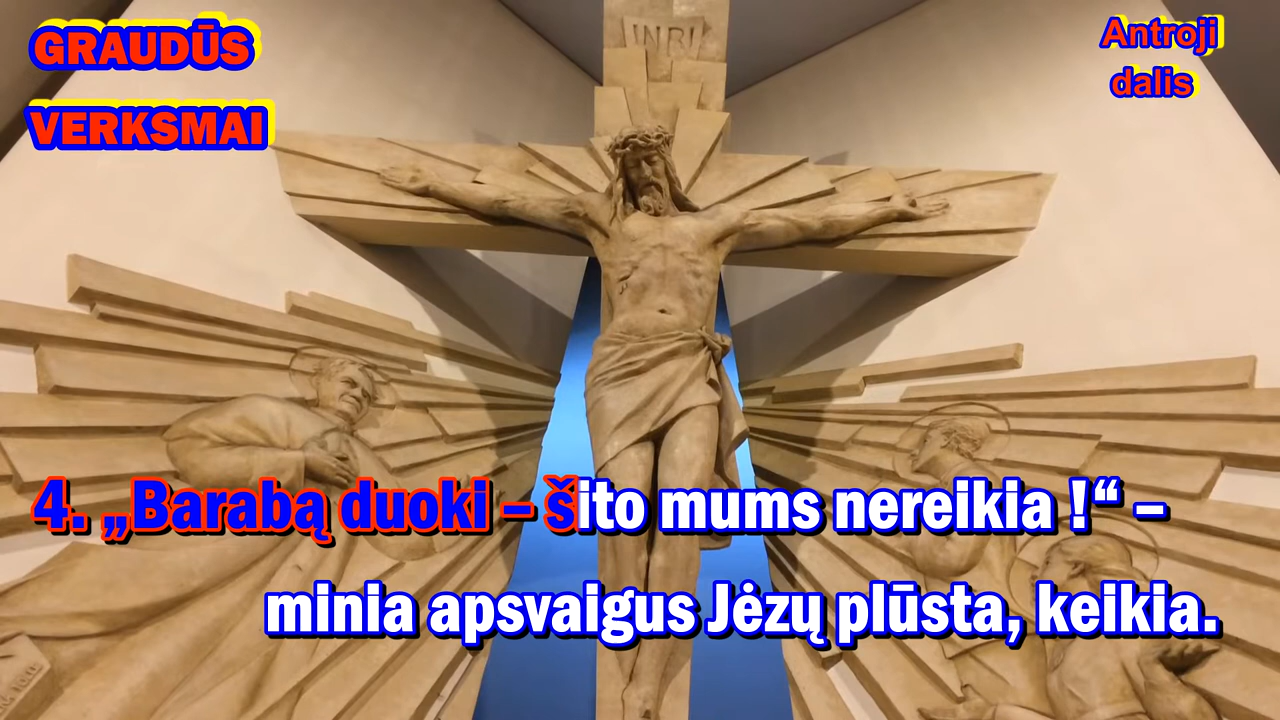 GRAUDŪS
VERKSMAI
Antroji
dalis
INRI
4. „Barabą duoki – šito mums nereikia !“ –
minia apsvaigus Jėzų plūsta, keikia.